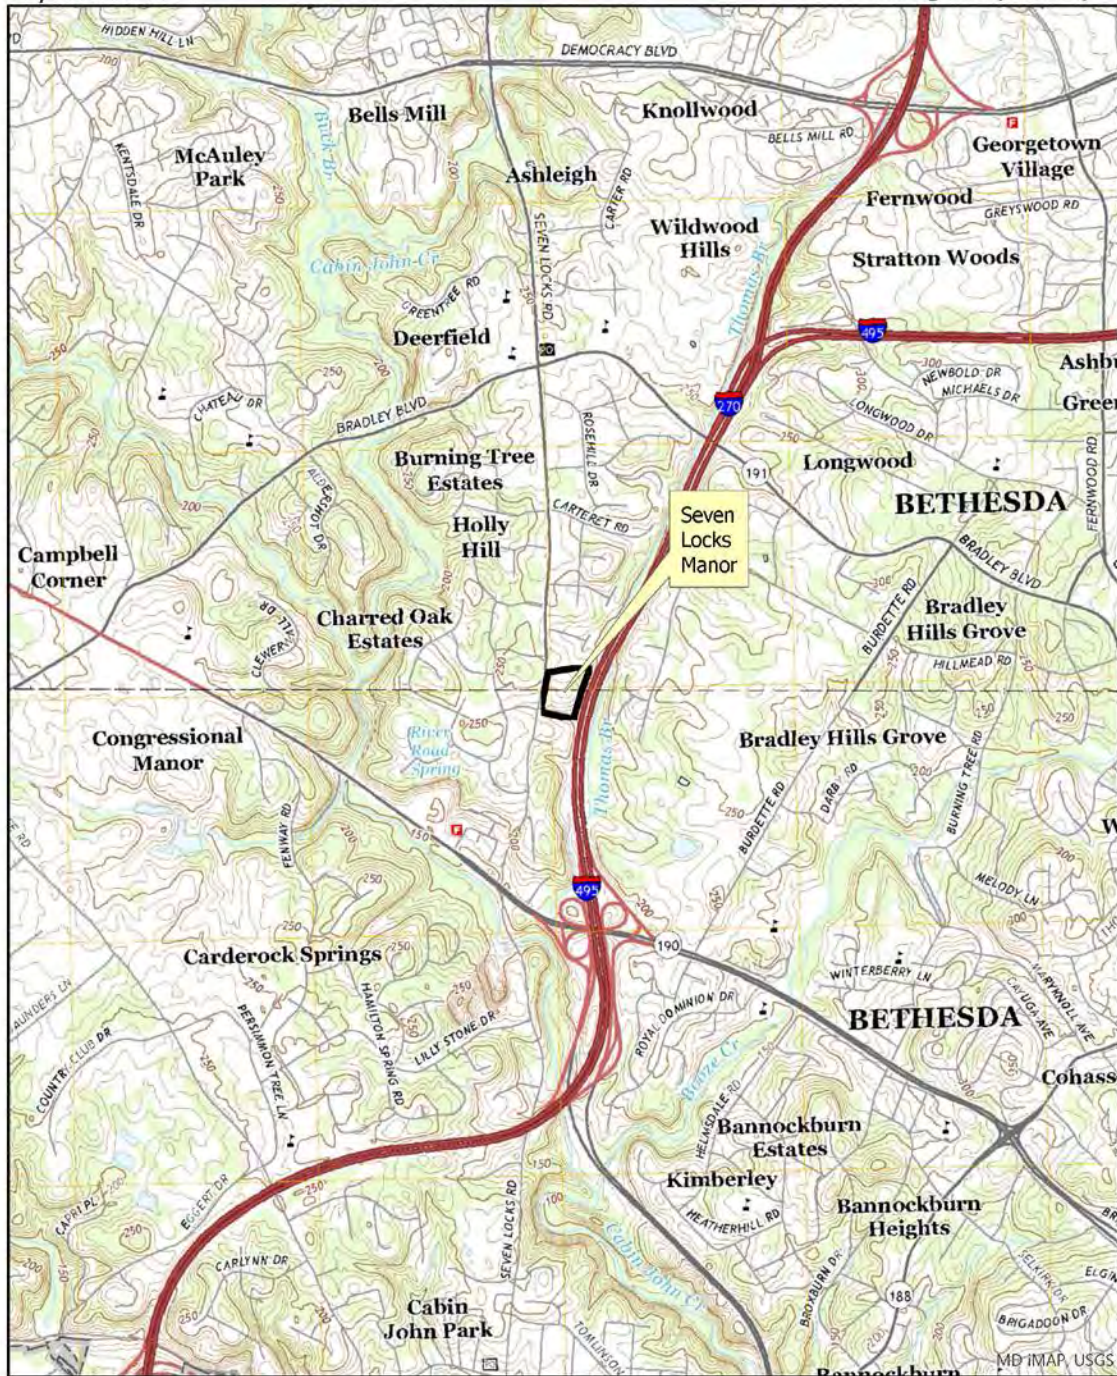 HIDDEN HILL LN
DEMOCRACY BLVD
Bells Mill
Knollwood
BELLS MILL RD
F
Georgetown
Village
Buck Br
McAuley
Park
KENTSDALE DR
Ashleigh
CARTER RD
Fernwood
GREYSWOOD RD
Wildwood
Hills
Stratton Woods
SEVEN LOCKS RD
Cabin John Cr
GREENTREE RD
Thomas Br
Deerfield
495
NEWBOLD DR
MICHAELS DR
270
CHATEAU DR
BRADLEY BLVD
LONGWOOD DR
ROSEHILL DR
Burning Tree
Estates
191
Longwood
FERNWOOD RD
ALDERSHOT DR
CARTERET RD
BETHESDA
Seven
Locks
Manor
Holly
Hill
Campbell
Corner
BRADLEY BLVD
BURDETTE RD
Bradley
Hills Grove
CLEWERWALL DR
Charred Oak
Estates
HILLMEAD RD
Congressional
Manor
River
Road
Spring
Thomas Br
Bradley Hills Grove
DARBY RD
BURNING TREE RD
BURDETTE RD
FENWAY RD
F
MELODY LN
495
190
Carderock Springs
WINTERBERRY LN
MARYKNOLL AVE
CAYUGA AVE
HAMILTON SPRING RD
LILLY STONE DR
PERSIMMON TREE LN
COUNTRY CLUB DR
ROYAL DOMINION DR
BETHESDA
Booze Cr
HELMSDALE RD
Bannockburn
Estates
Kimberley
HEATHERHILL RD
Bannockburn
Heights
CAPRI PL
EGGERT DR
CARLYNN DR
SEVEN LOCKS RD
Cabin John Cr
BROXBURN DR
188
SELKIRK DR
BRIGADOON DR
Cabin
John Park
TOMLINSON
Bannockburn
MD iMAP, USGS